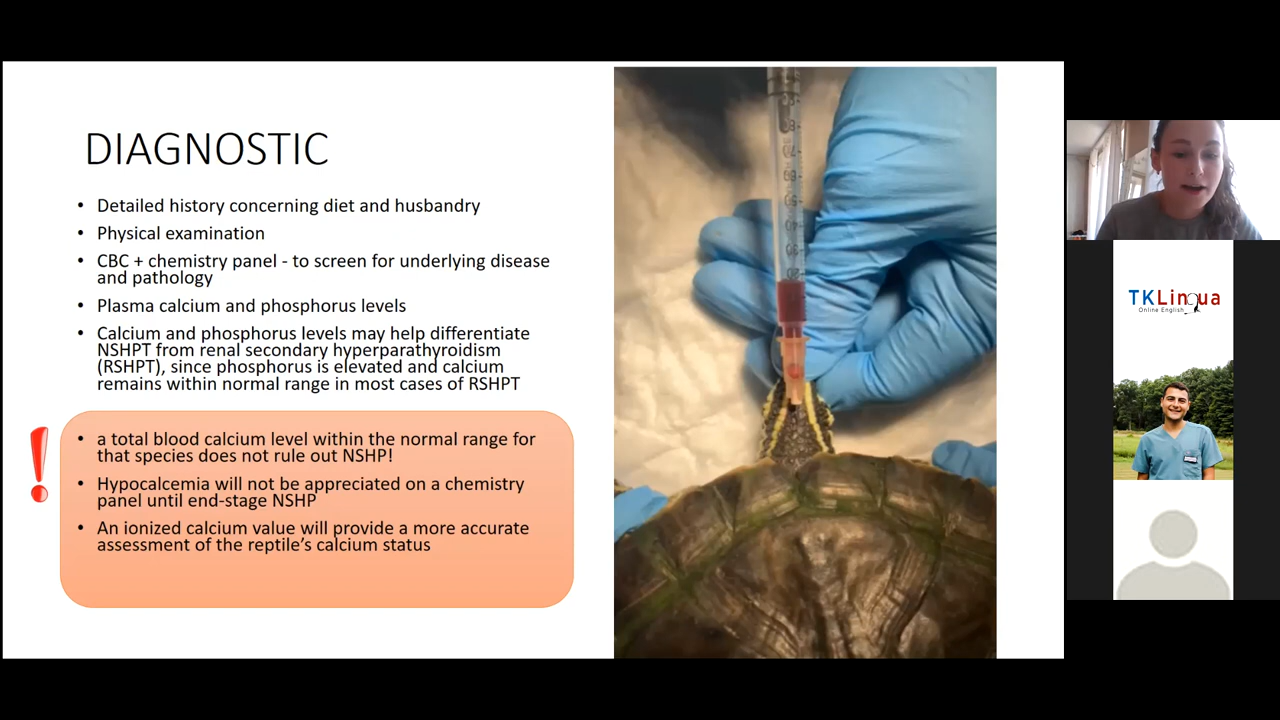 DIAGNOSTIC
• Detailed history concerning diet and husbandry
• Physical examination
• CBC + chemistry panel - to screen for underlying disease
and pathology
• Plasma calcium and phosphorus levels
• Calcium and phosphorus levels may help differentiate
NSHPT from renal secondary hyperparathyroidism
(RSHPT), since phosphorus is elevated and calcium
remains within normal range in most cases of RSHPT
• a total blood calcium level within the normal range for
that species does not rule out NSHP!
• Hypocalcemia will not be appreciated on a chemistry
panel until end-stage NSHP
• An ionized calcium value will provide a more accurate
assessment of the reptile’s calcium status
TKLingua
Online English